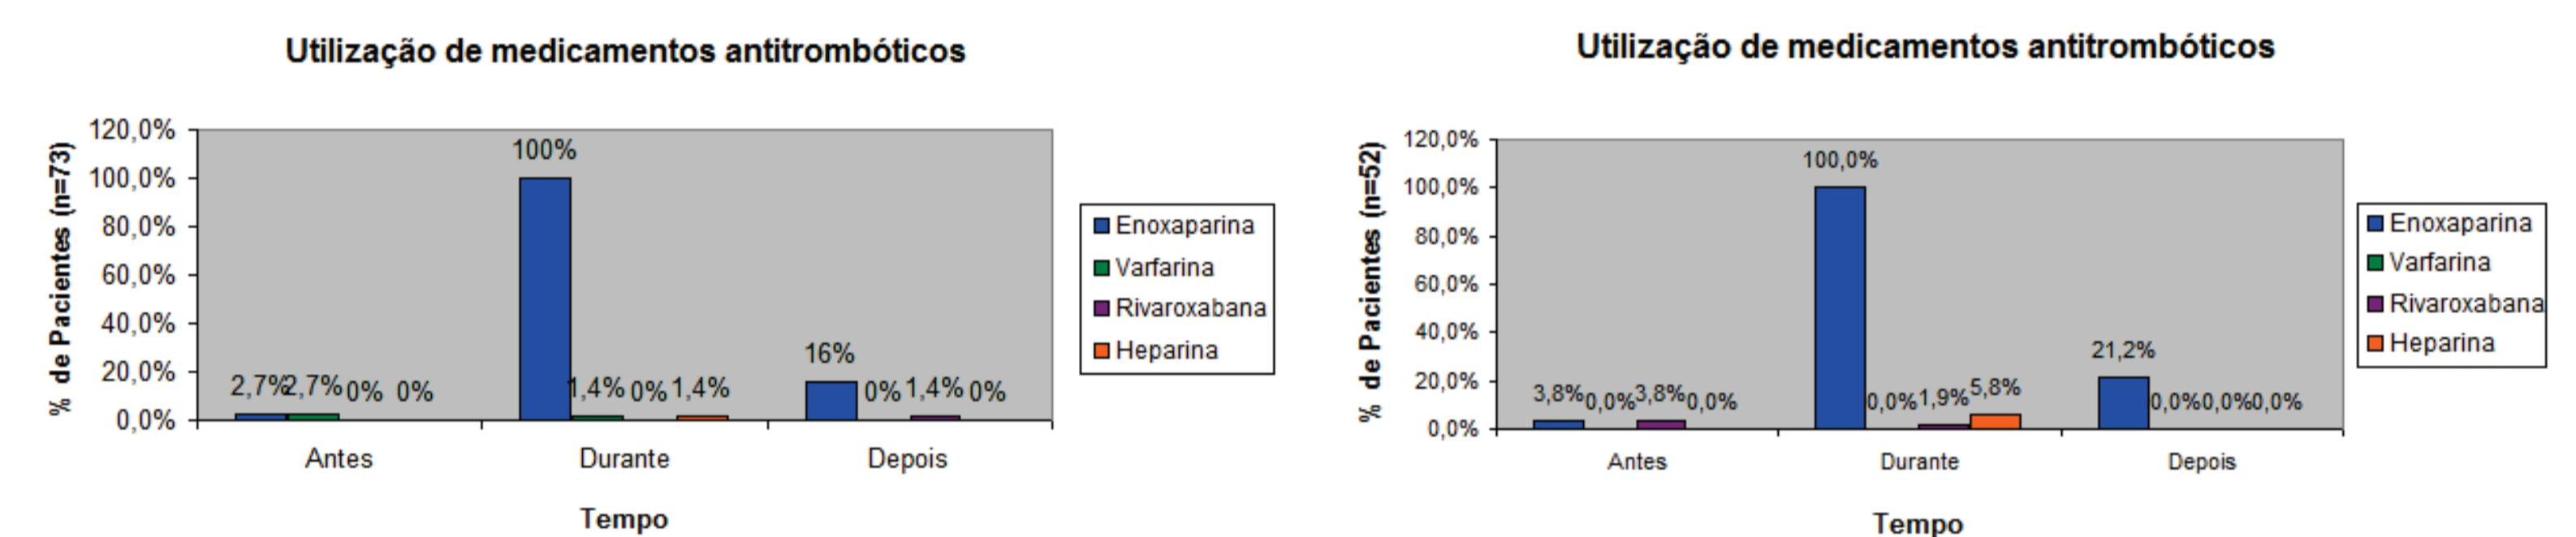 Utilização de medicamentos antitrombóticos
% de Pacientes (n=73)
120,0%
100,0%
80,0%
60,0%
40,0%
20,0%
0,0%
2,7% 2,7% 0% 0%
100% 1,4% 0% 1,4%
16% 0% 1,4% 0%
Antes Durante Depois
Tempo
Enoxaparina
Varfarina
Rivaroxabana
Heparina
Utilização de medicamentos antitrombóticos
% de Pacientes (n=52)
120,0%
100,0%
80,0%
60,0%
40,0%
20,0%
0,0%
3,8% 0,0% 3,8% 0,0%
100,0% 0,0% 1,9% 5,8%
21,2% 0,0% 0,0% 0,0%
Antes Durante Depois
Tempo
Enoxaparina
Varfarina
Rivaroxabana
Heparina